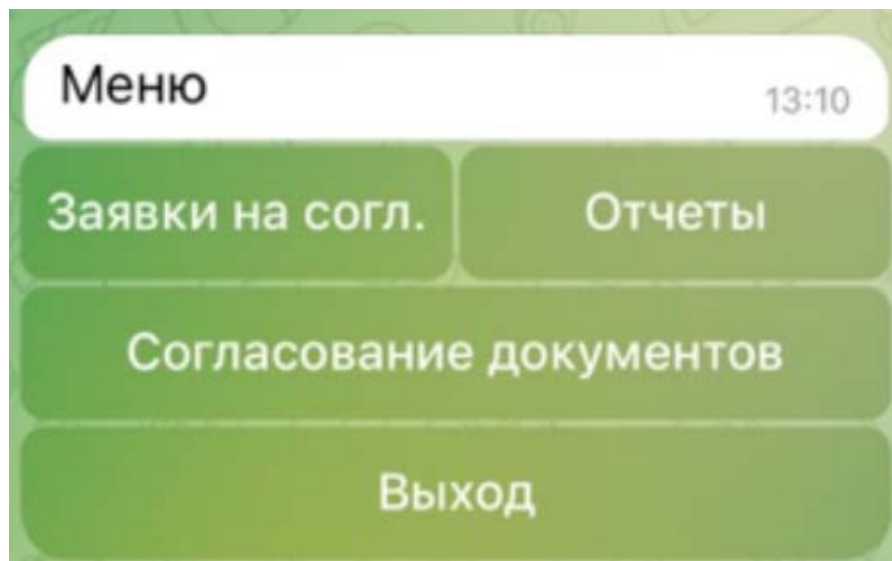 Меню
13:10
Заявки на согл. Отчеты
Согласование документов
Выход